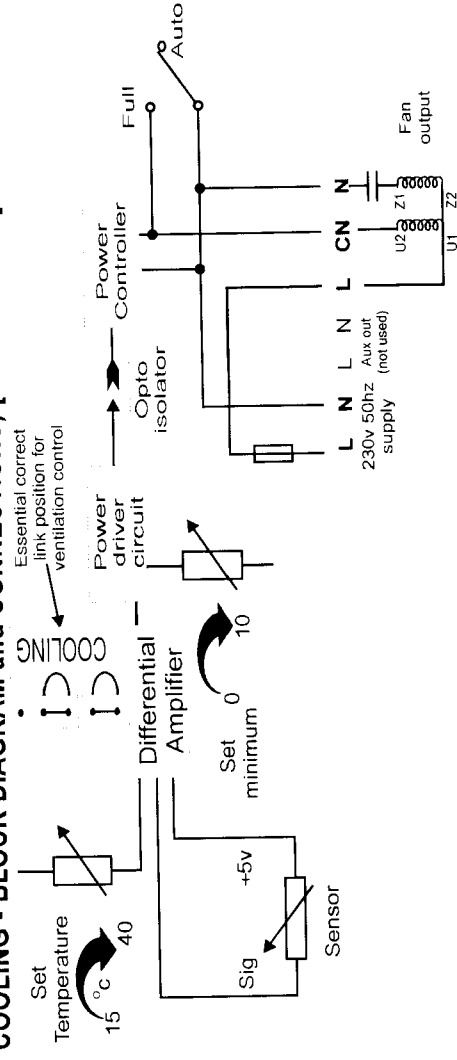 COOLING - BLOCK DIAGRAM and
Set
Temperature
15 °c 40
COOLING
Essential correct
link position for
ventilation control
Differential
Amplifier
Set
minimum
0 10
Sig
+5v
Sensor
Power
driver
circuit
Opto
isolator
Power
Controller
Full
Auto
L N L N L CN N
230v 50hz
supply
Aux out
(not used)
U2
U1
Z1
Z2
Fan
output